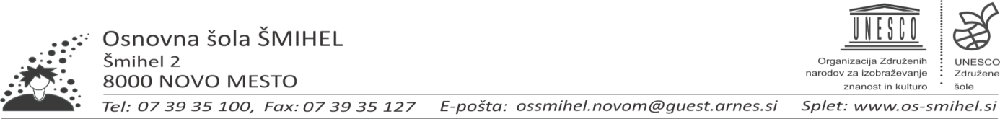 Osnovna šola ŠMIHEL
Šmihel 2
8000 NOVO MESTO
Tel: 07 39 35 100, Fax: 07 39 35 127 E-pošta: ossmihel.novom@guest.arnes.si Splet: www.os-smihel.si
UNESCO
Organizacija Združenih
narodov za izobraževanje
znanost in kulturo
UNESCO
Združene
šole